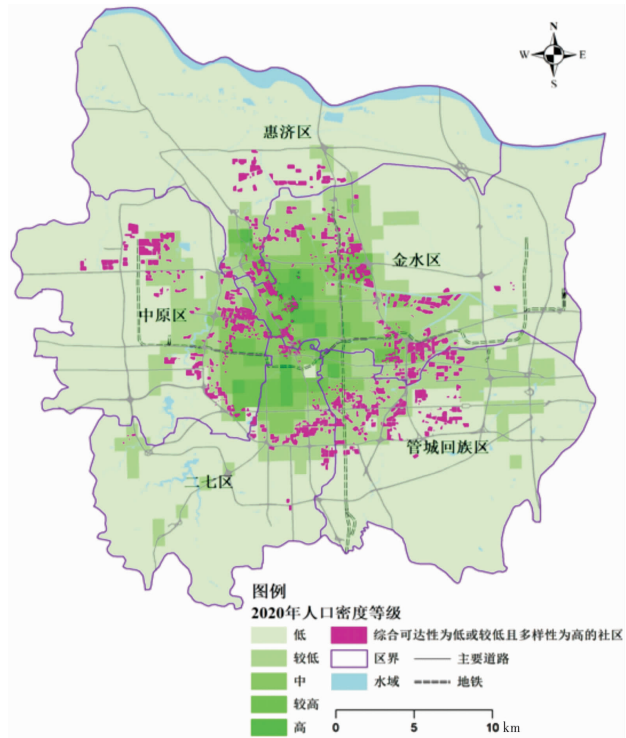 N
W E
S
惠济区
金水区
中原区
管城回族区
二七区
图例
2020年人口密度等级
低 综合可达性为低或较低且多样性为高的社区
较低 区界 主要道路
中 水域 地铁
较高
高 0 5 10 km